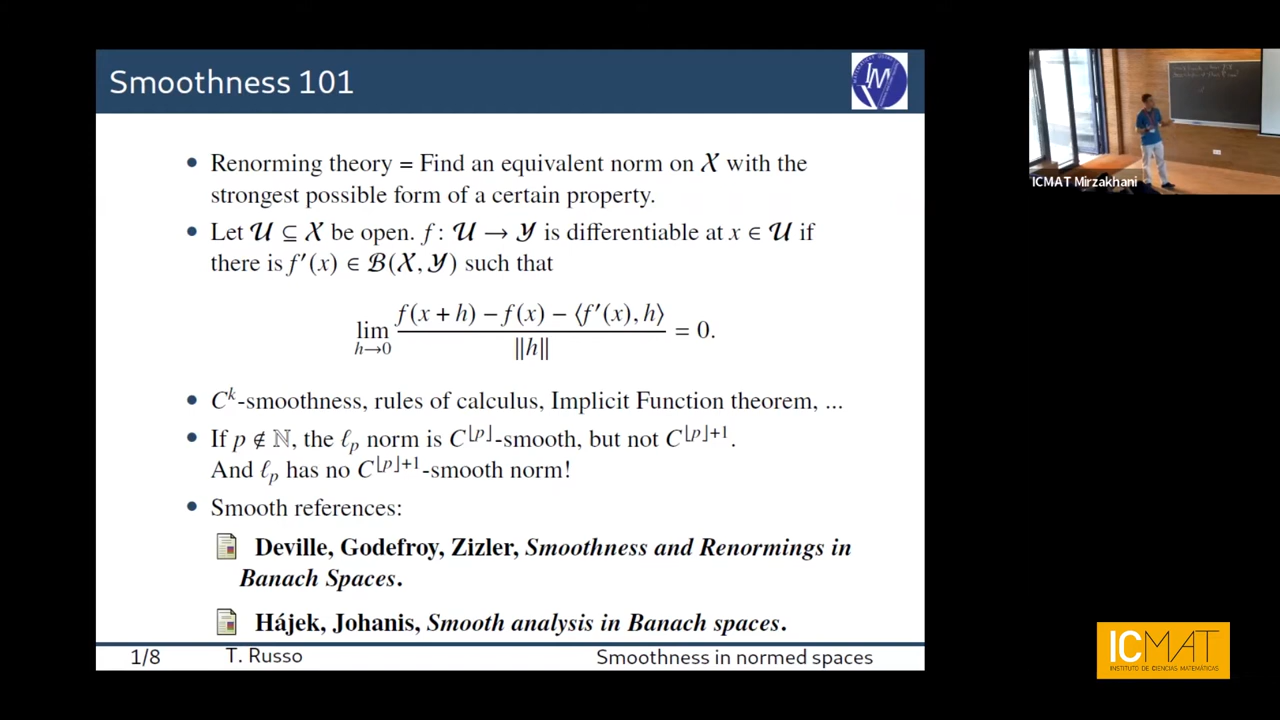 Smoothness 101
• Renorming theory = Find an equivalent norm on 𝒳 with the
strongest possible form of a certain property.
• Let 𝒰 ⊆ 𝒳 be open. f : 𝒰 → 𝒴 is differentiable at x ∈ 𝒰 if
there is f′(x) ∈ ℬ(𝒳, 𝒴) such that
lim_{h→0} (f(x + h) − f(x) − ⟨f′(x), h⟩) / ‖h‖ = 0.
• C^k-smoothness, rules of calculus, Implicit Function theorem, ...
• If p ∉ ℕ, the ℓ_p norm is C^⌊p⌋-smooth, but not C^{⌊p⌋+1}.
And ℓ_p has no C^{⌊p⌋+1}-smooth norm!
• Smooth references:
Deville, Godefroy, Zizler, Smoothness and Renormings in
Banach Spaces.
Hájek, Johanis, Smooth analysis in Banach spaces.
1/8 T. Russo Smoothness in normed spaces
ICMAT Mirzakhani
ICMAT
INSTITUTO DE CIENCIAS MATEMÁTICAS